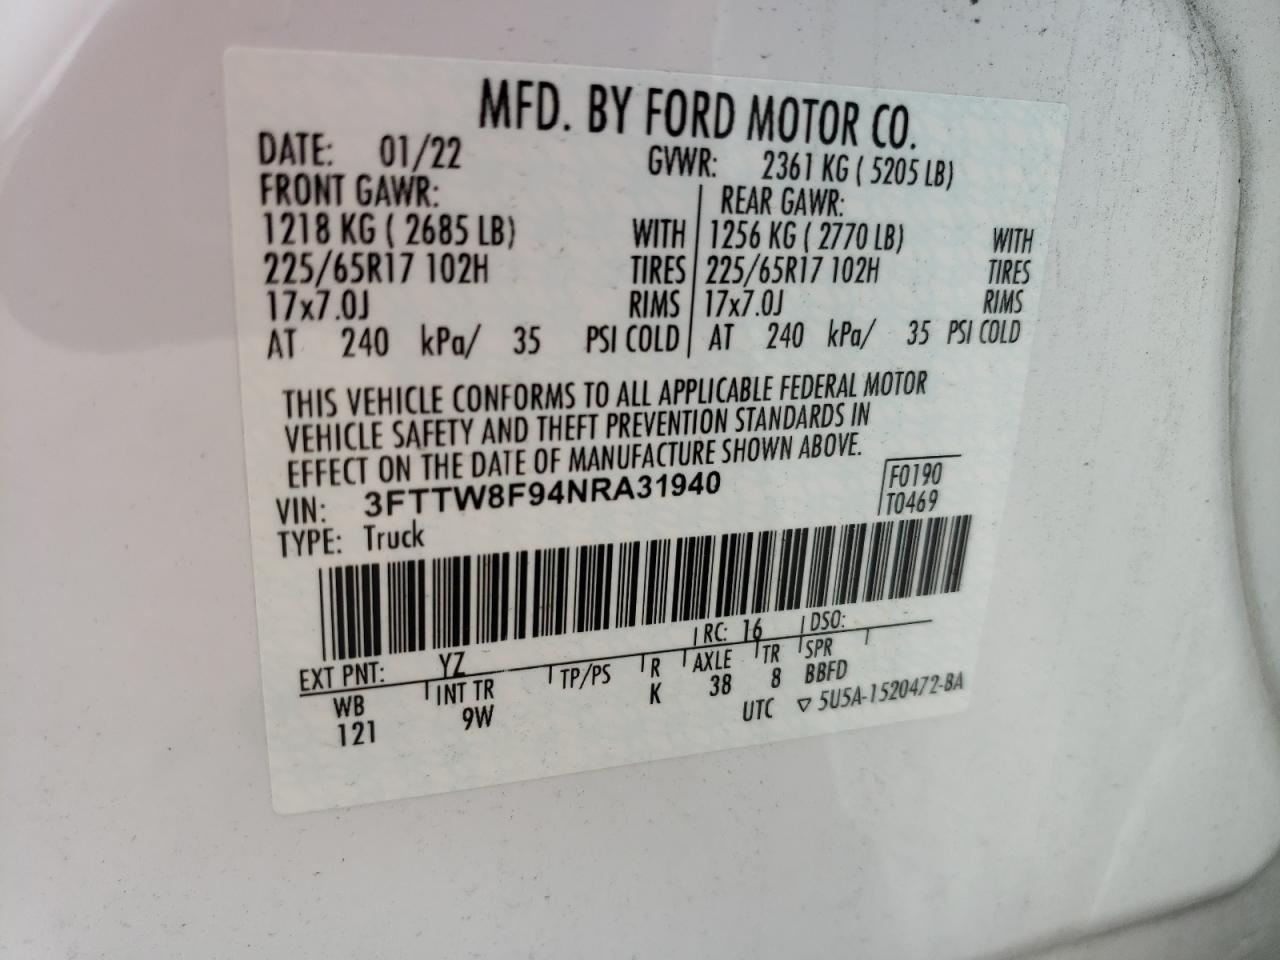 MFD. BY FORD MOTOR CO.
DATE: 01/22 GVWR: 2361 KG ( 5205 LB)
FRONT GAWR: REAR GAWR:
1218 KG ( 2685 LB) WITH 1256 KG ( 2770 LB) WITH
225/65R17 102H TIRES 225/65R17 102H TIRES
17x7.0J RIMS 17x7.0J RIMS
AT 240 kPa/ 35 PSI COLD AT 240 kPa/ 35 PSI COLD
THIS VEHICLE CONFORMS TO ALL APPLICABLE FEDERAL MOTOR
VEHICLE SAFETY AND THEFT PREVENTION STANDARDS IN
EFFECT ON THE DATE OF MANUFACTURE SHOWN ABOVE.
VIN: 3FTTW8F94NRA31940 F0190
TYPE: Truck T0469
EXT PNT: YZ RC: 16 DSO:
WB INT TR TP/PS R AXLE TR SPR
121 9W K 38 8 BBFD
UTC ▽ 5U5A-1520472-BA